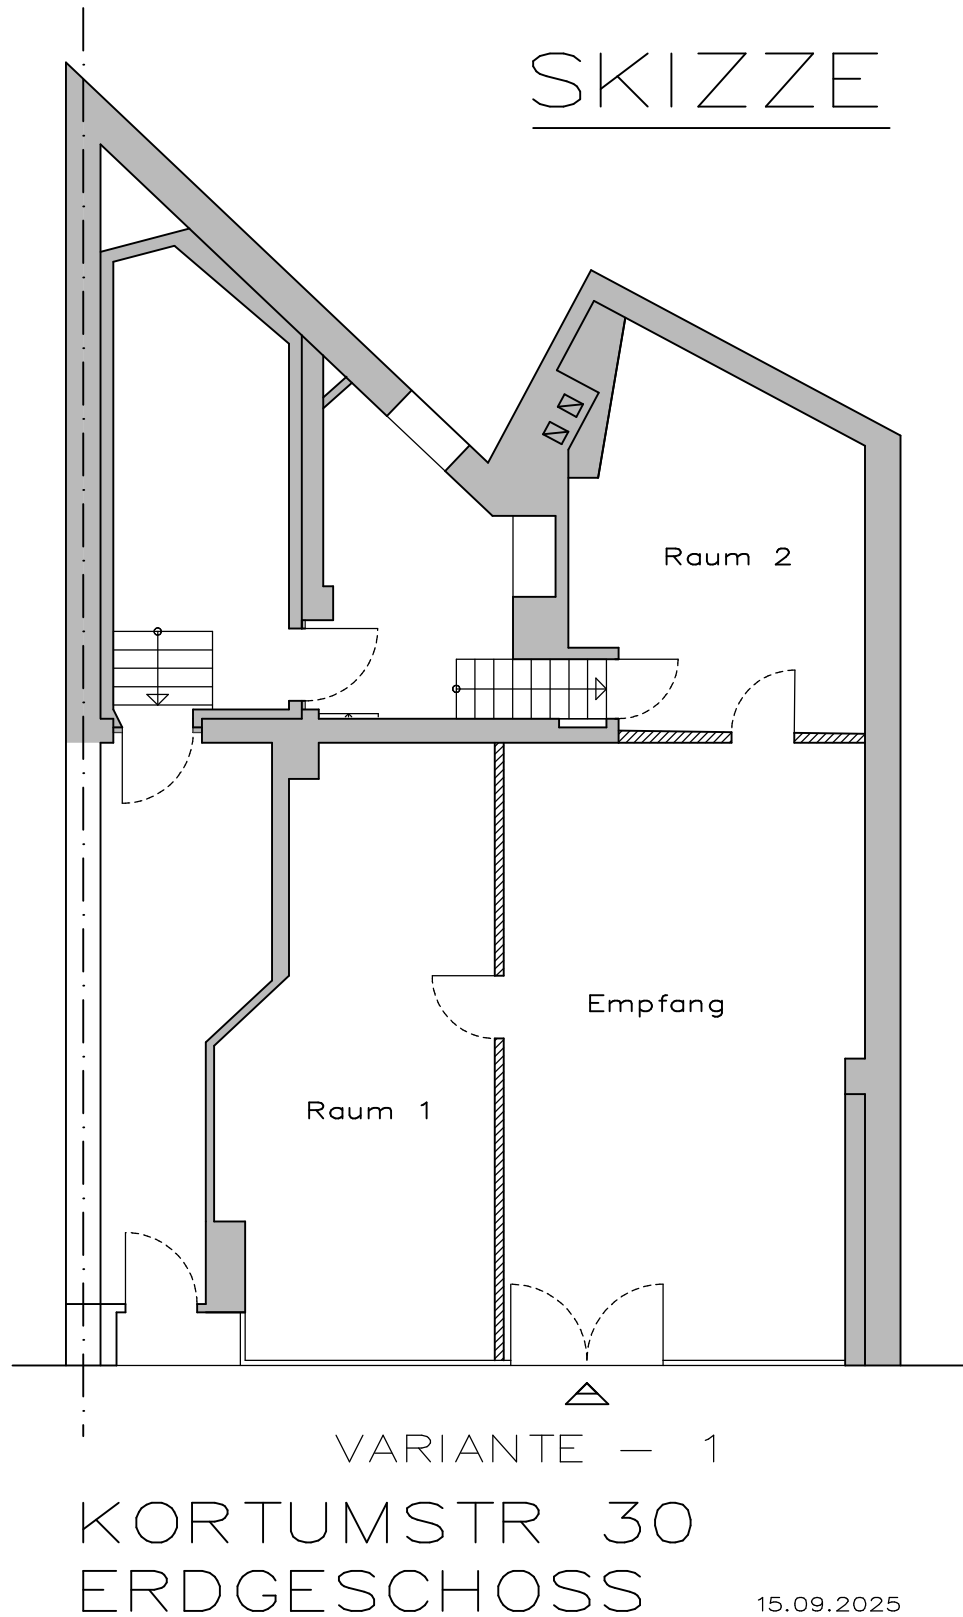 SKIZZE
Raum 2
Empfang
Raum 1
VARIANTE - 1
KORTUMSTR 30
ERDGESCHOSS
15.09.2025